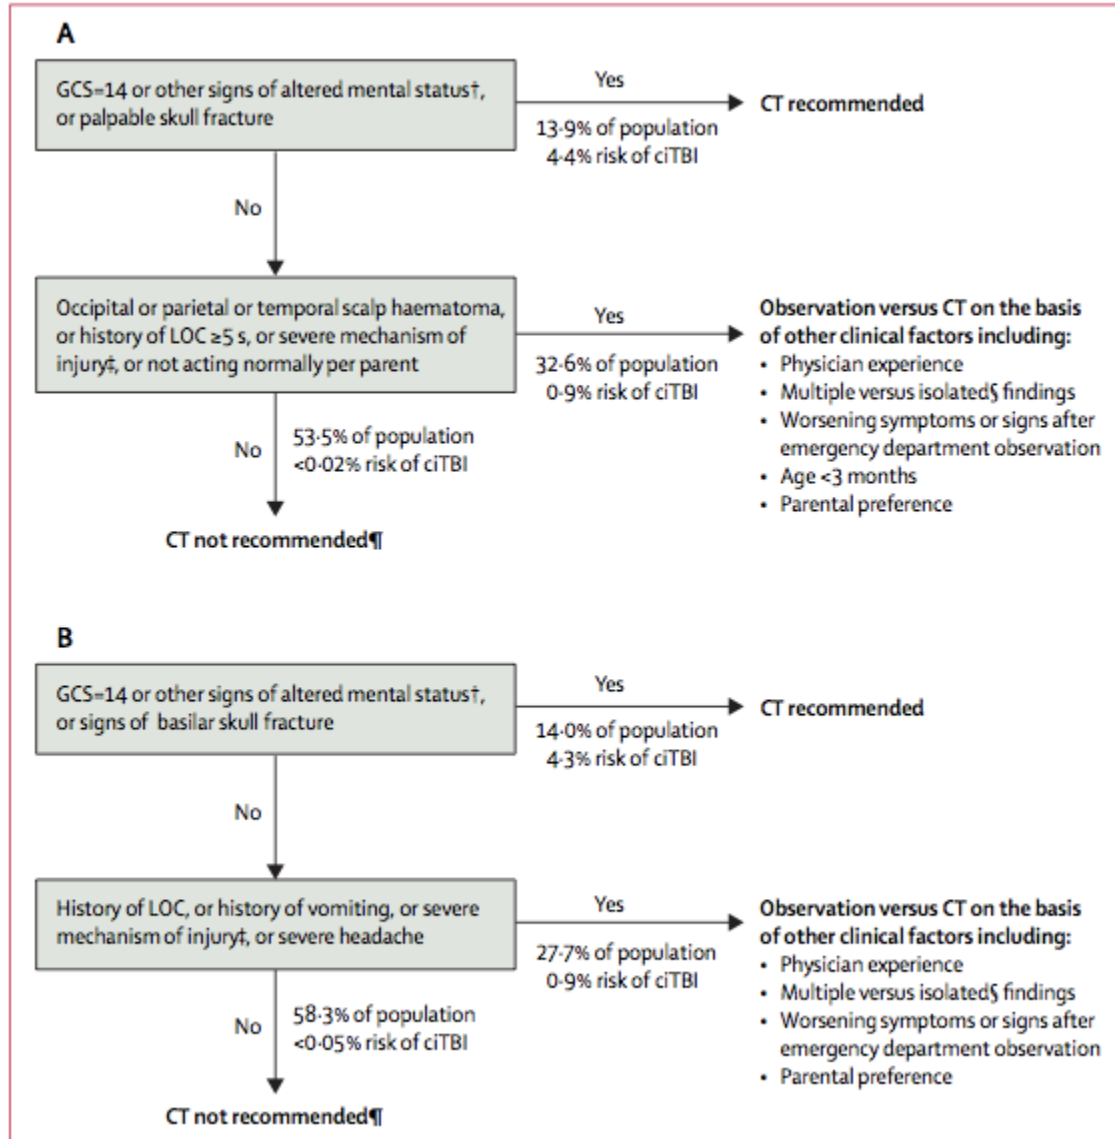 A
GCS=14 or other signs of altered mental status†,
or palpable skull fracture
Yes
13·9% of population
4·4% risk of ciTBI
CT recommended
No
Occipital or parietal or temporal scalp haematoma,
or history of LOC ≥5 s, or severe mechanism of
injury‡, or not acting normally per parent
Yes
32·6% of population
0·9% risk of ciTBI
Observation versus CT on the basis
of other clinical factors including:
• Physician experience
• Multiple versus isolated§ findings
• Worsening symptoms or signs after
emergency department observation
• Age <3 months
• Parental preference
No
53·5% of population
<0·02% risk of ciTBI
CT not recommended¶
B
GCS=14 or other signs of altered mental status†,
or signs of basilar skull fracture
Yes
14·0% of population
4·3% risk of ciTBI
CT recommended
No
History of LOC, or history of vomiting, or severe
mechanism of injury‡, or severe headache
Yes
27·7% of population
0·9% risk of ciTBI
Observation versus CT on the basis
of other clinical factors including:
• Physician experience
• Multiple versus isolated§ findings
• Worsening symptoms or signs after
emergency department observation
• Parental preference
No
58·3% of population
<0·05% risk of ciTBI
CT not recommended¶